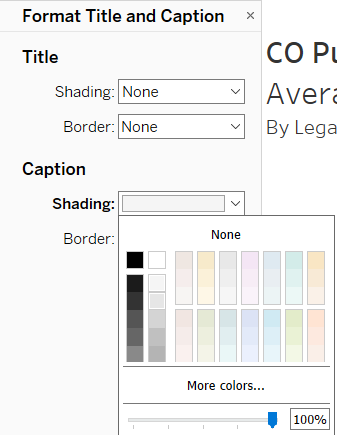 Format Title and Caption
Title
Shading: None
Border: None
Caption
Shading:
Border:
None
More colors...
100%
CO
Avera
By Lega